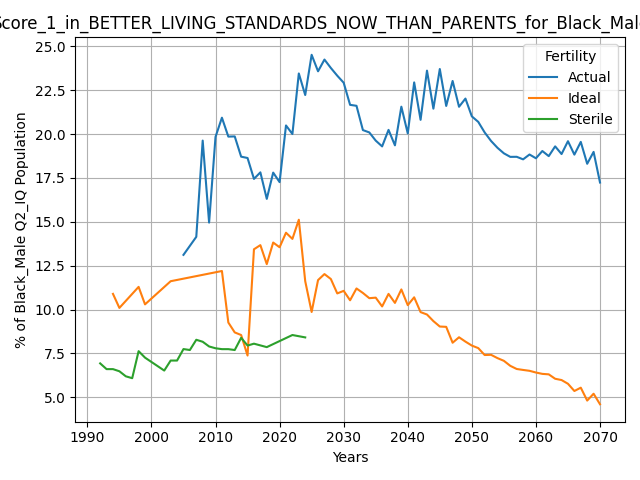 Score_1_in_BETTER_LIVING_STANDARDS_NOW_THAN_PARENTS_for_Black_Male
Fertility
Actual
Ideal
Sterile
% of Black_Male Q2_IQ Population
25.0
22.5
20.0
17.5
15.0
12.5
10.0
7.5
5.0
1990 2000 2010 2020 2030 2040 2050 2060 2070
Years